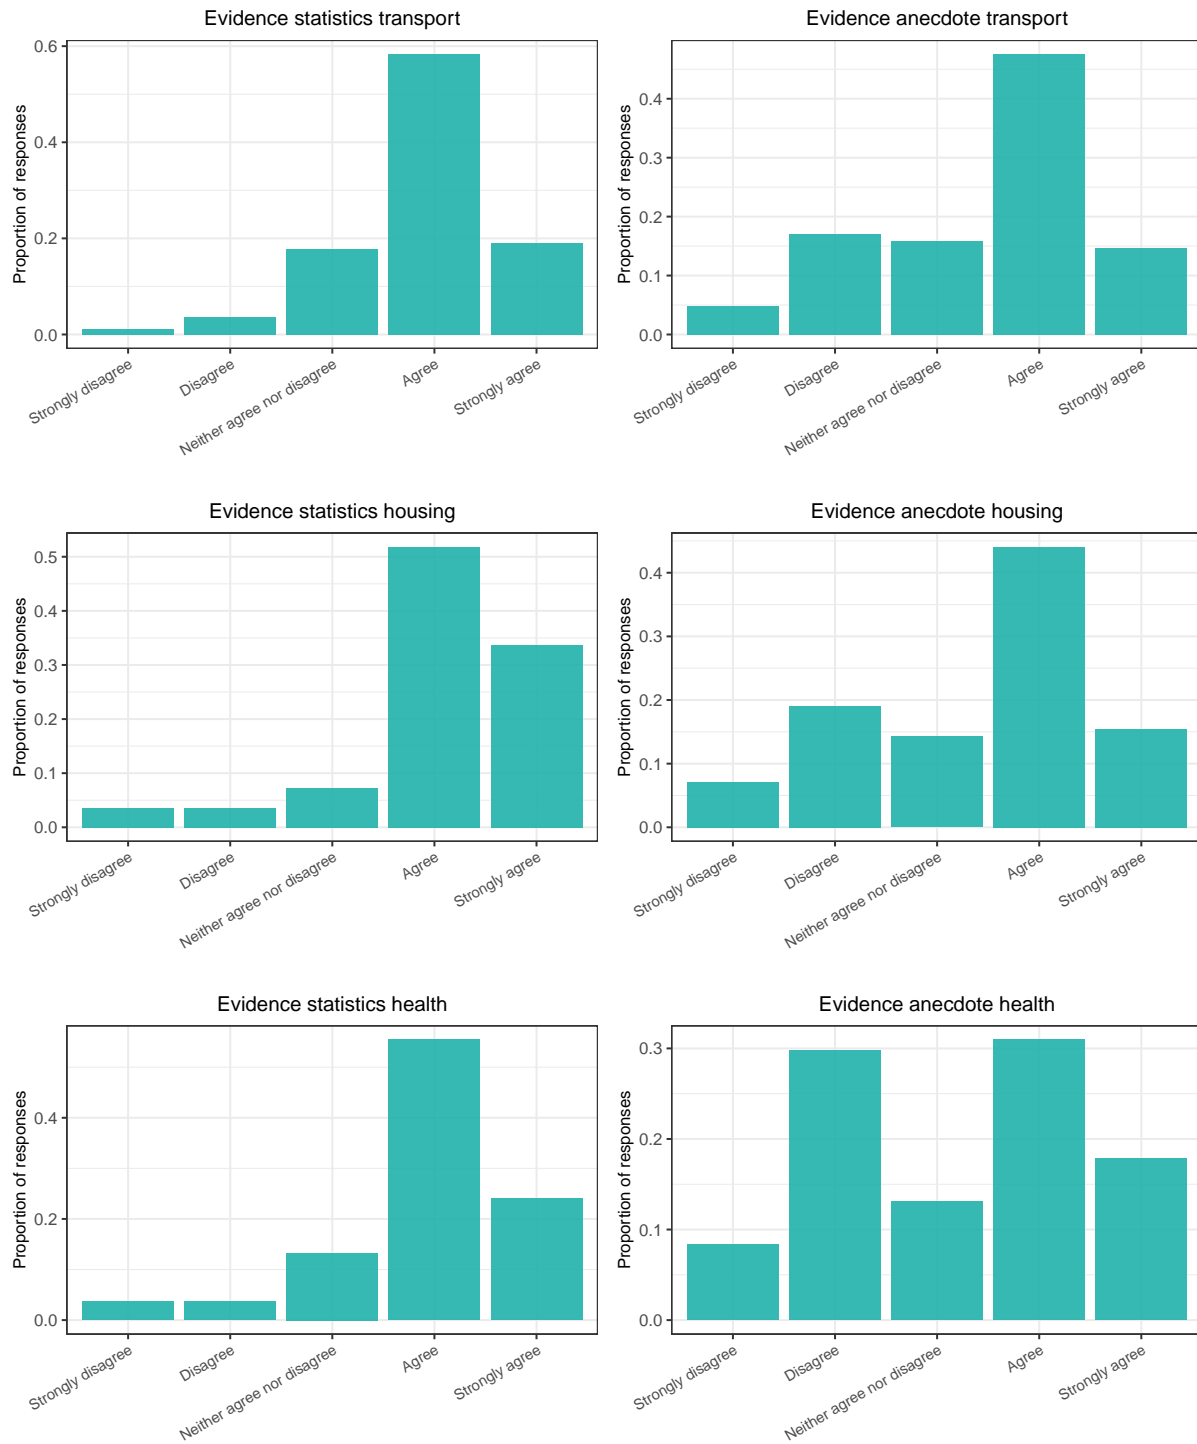 Evidence statistics transport
Proportion of responses
0.6
0.4
0.2
0.0
Strongly disagree
Disagree
Neither agree nor disagree
Agree
Strongly agree
Evidence anecdote transport
Proportion of responses
0.4
0.3
0.2
0.1
0.0
Strongly disagree
Disagree
Neither agree nor disagree
Agree
Strongly agree
Evidence statistics housing
Proportion of responses
0.5
0.4
0.3
0.2
0.1
0.0
Strongly disagree
Disagree
Neither agree nor disagree
Agree
Strongly agree
Evidence anecdote housing
Proportion of responses
0.4
0.3
0.2
0.1
0.0
Strongly disagree
Disagree
Neither agree nor disagree
Agree
Strongly agree
Evidence statistics health
Proportion of responses
0.4
0.2
0.0
Strongly disagree
Disagree
Neither agree nor disagree
Agree
Strongly agree
Evidence anecdote health
Proportion of responses
0.3
0.2
0.1
0.0
Strongly disagree
Disagree
Neither agree nor disagree
Agree
Strongly agree